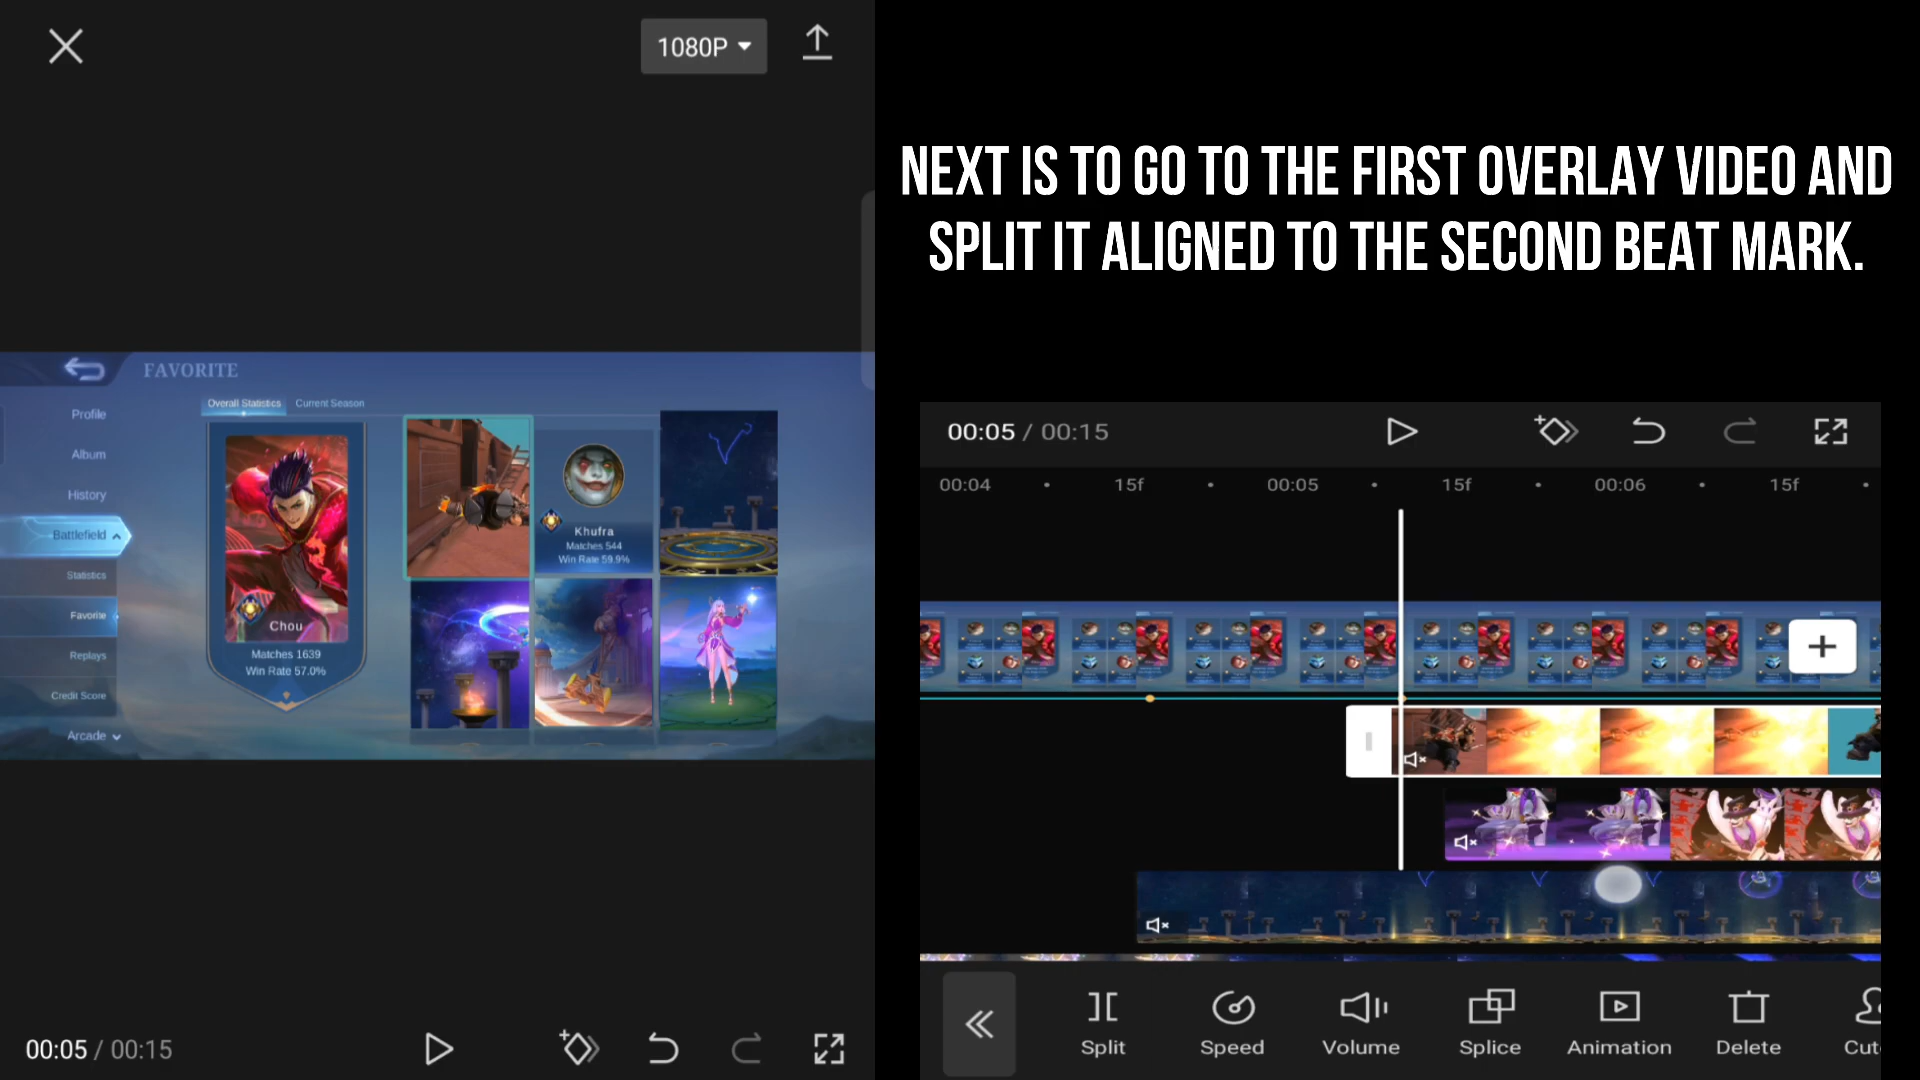 1080P
FAVORITE
Overall Statistics Current Season
Profile
Album
History
Battlefield
Statistics
Favorite
Replays
Credit Score
Arcade
Chou
Matches 1639
Win Rate 57.0%
Khufra
Matches 544
Win Rate 59.9%
00:05 / 00:15
NEXT IS TO GO TO THE FIRST OVERLAY VIDEO AND
SPLIT IT ALIGNED TO THE SECOND BEAT MARK.
00:05 / 00:15
00:04 15f 00:05 15f 00:06 15f
Split Speed Volume Splice Animation Delete Cut